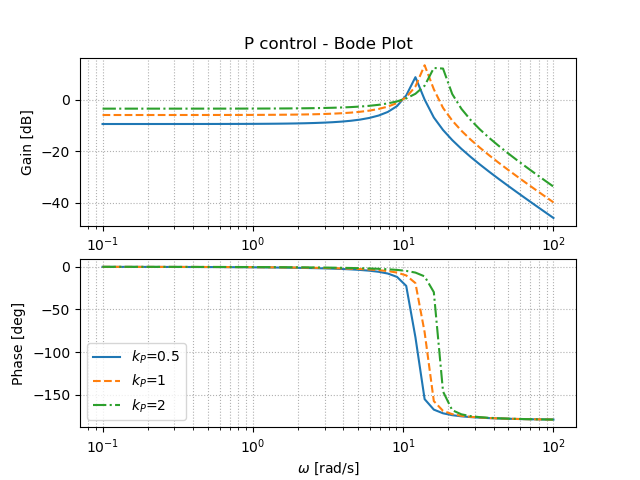 P control - Bode Plot
Gain [dB]
0
−20
−40
10⁻¹ 10⁰ 10¹ 10²
Phase [deg]
0
−50
−100
−150
k_P=0.5
k_P=1
k_P=2
10⁻¹ 10⁰ 10¹ 10²
ω [rad/s]